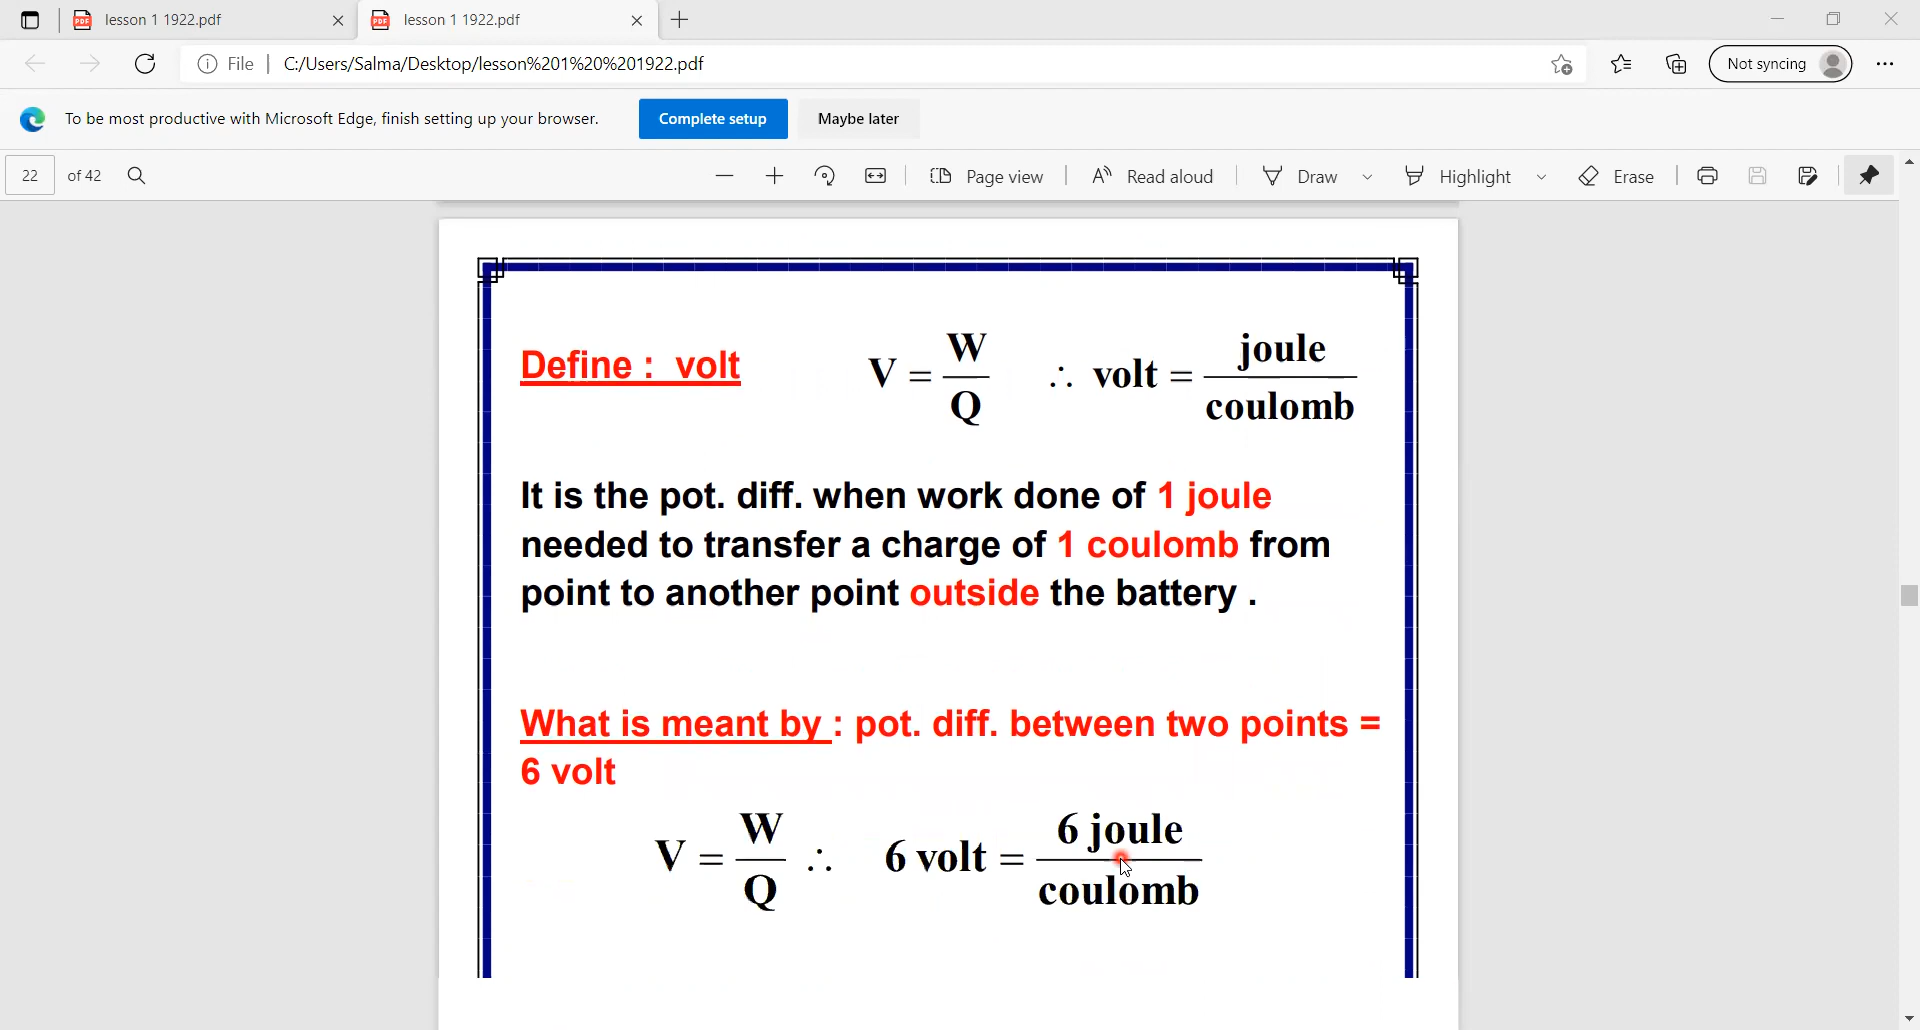 lesson 1 1922.pdf
lesson 1 1922.pdf
File C:/Users/Salma/Desktop/lesson%201%20%201922.pdf
Not syncing
To be most productive with Microsoft Edge, finish setting up your browser.
Complete setup
Maybe later
22 of 42
Page view
Read aloud
Draw
Highlight
Erase
Define : volt
V = W / Q ∴ volt = joule / coulomb
It is the pot. diff. when work done of 1 joule
needed to transfer a charge of 1 coulomb from
point to another point outside the battery .
What is meant by : pot. diff. between two points =
6 volt
V = W / Q ∴ 6 volt = 6 joule / coulomb